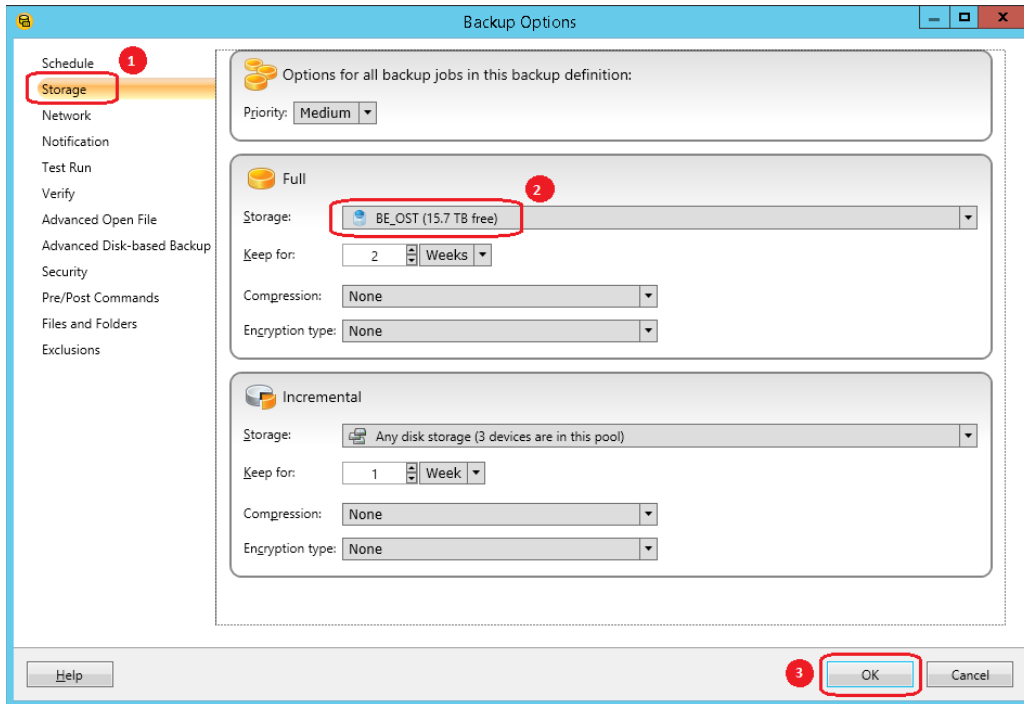 Backup Options
Schedule
1
Storage
Network
Notification
Test Run
Verify
Advanced Open File
Advanced Disk-based Backup
Security
Pre/Post Commands
Files and Folders
Exclusions
Options for all backup jobs in this backup definition:
Priority: Medium
Full
2
Storage: BE_OST (15.7 TB free)
Keep for: 2 Weeks
Compression: None
Encryption type: None
Incremental
Storage: Any disk storage (3 devices are in this pool)
Keep for: 1 Week
Compression: None
Encryption type: None
Help
3
OK
Cancel